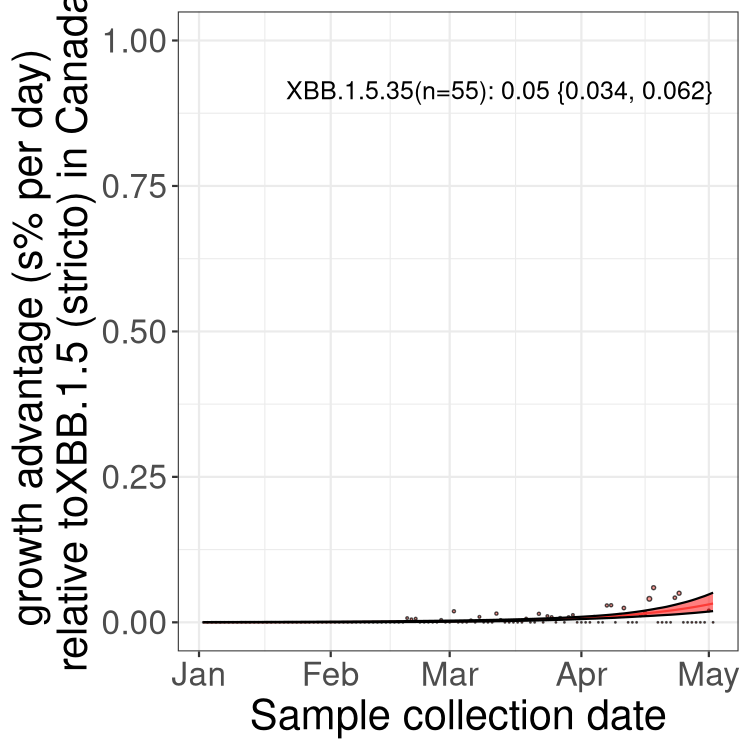 growth advantage (s% per day)
relative toXBB.1.5 (stricto) in Canada
1.00
0.75
0.50
0.25
0.00
XBB.1.5.35(n=55): 0.05 {0.034, 0.062}
Jan Feb Mar Apr May
Sample collection date